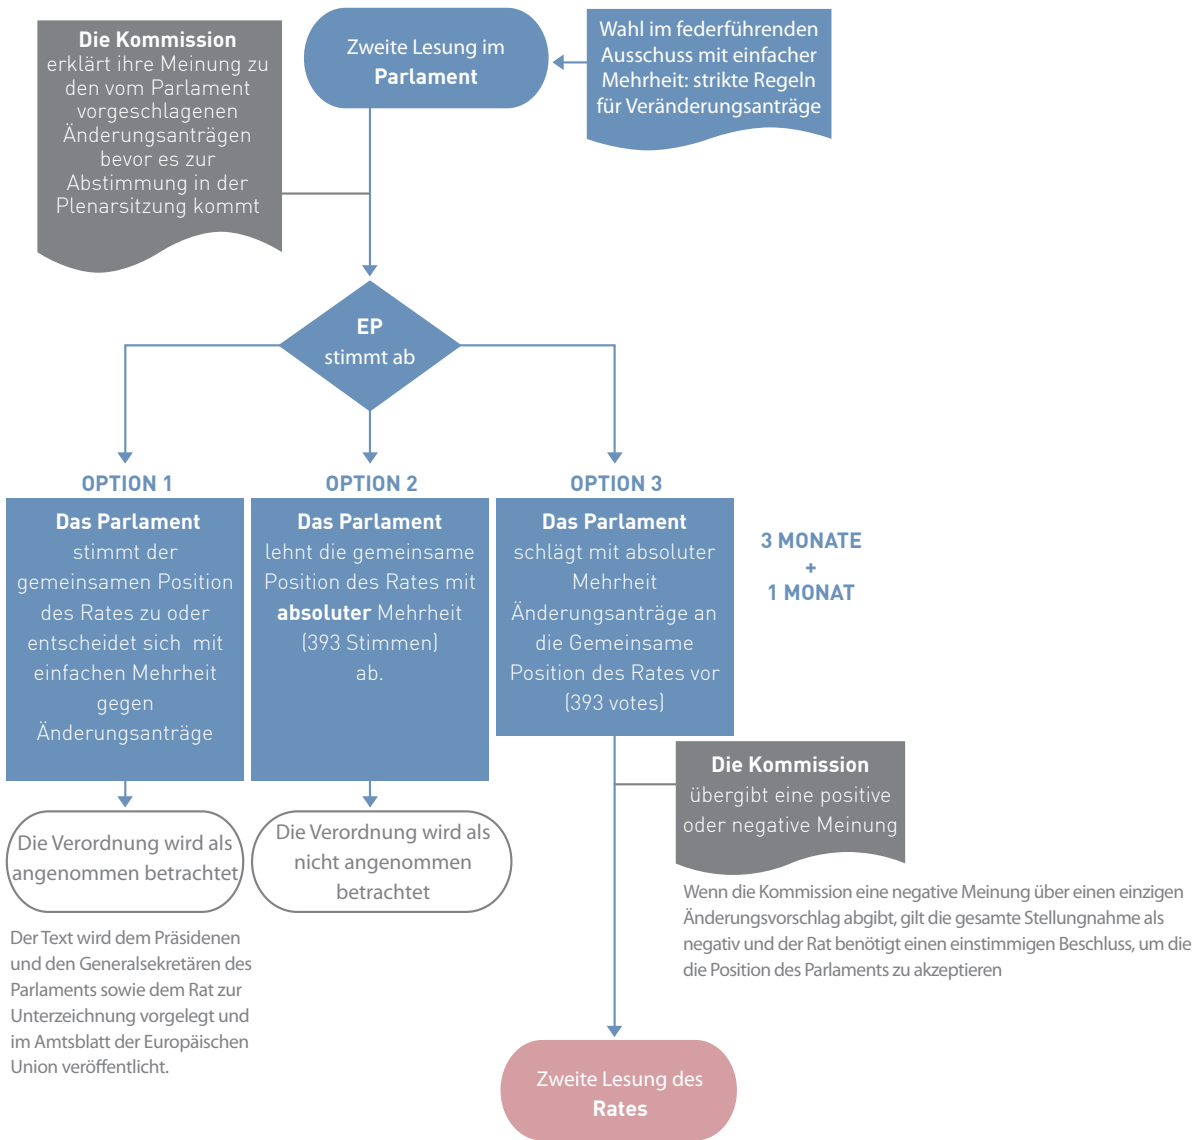 Die Kommission
erklärt ihre Meinung zu
den vom Parlament
vorgeschlagenen
Änderungsanträgen
bevor es zur
Abstimmung in der
Plenarsitzung kommt
Zweite Lesung im
Parlament
Wahl im federführenden
Ausschuss mit einfacher
Mehrheit: strikte Regeln
für Veränderungsanträge
EP
stimmt ab
OPTION 1
Das Parlament
stimmt der
gemeinsamen Position
des Rates zu oder
entscheidet sich mit
einfachen Mehrheit
gegen
Änderungsanträge
OPTION 2
Das Parlament
lehnt die gemeinsame
Position des Rates mit
absoluter Mehrheit
(393 Stimmen)
ab.
OPTION 3
Das Parlament
schlägt mit absoluter
Mehrheit
Änderungsanträge an
die Gemeinsame
Position des Rates vor
(393 votes)
3 MONATE
+
1 MONAT
Die Verordnung wird als
angenommen betrachtet
Die Verordnung wird als
nicht angenommen
betrachtet
Die Kommission
übergibt eine positive
oder negative Meinung
Wenn die Kommission eine negative Meinung über einen einzigen
Änderungsvorschlag abgibt, gilt die gesamte Stellungnahme als
negativ und der Rat benötigt einen einstimmigen Beschluss, um die
die Position des Parlaments zu akzeptieren
Der Text wird dem Präsidenen
und den Generalsekretären des
Parlaments sowie dem Rat zur
Unterzeichnung vorgelegt und
im Amtsblatt der Europäischen
Union veröffentlicht.
Zweite Lesung des
Rates